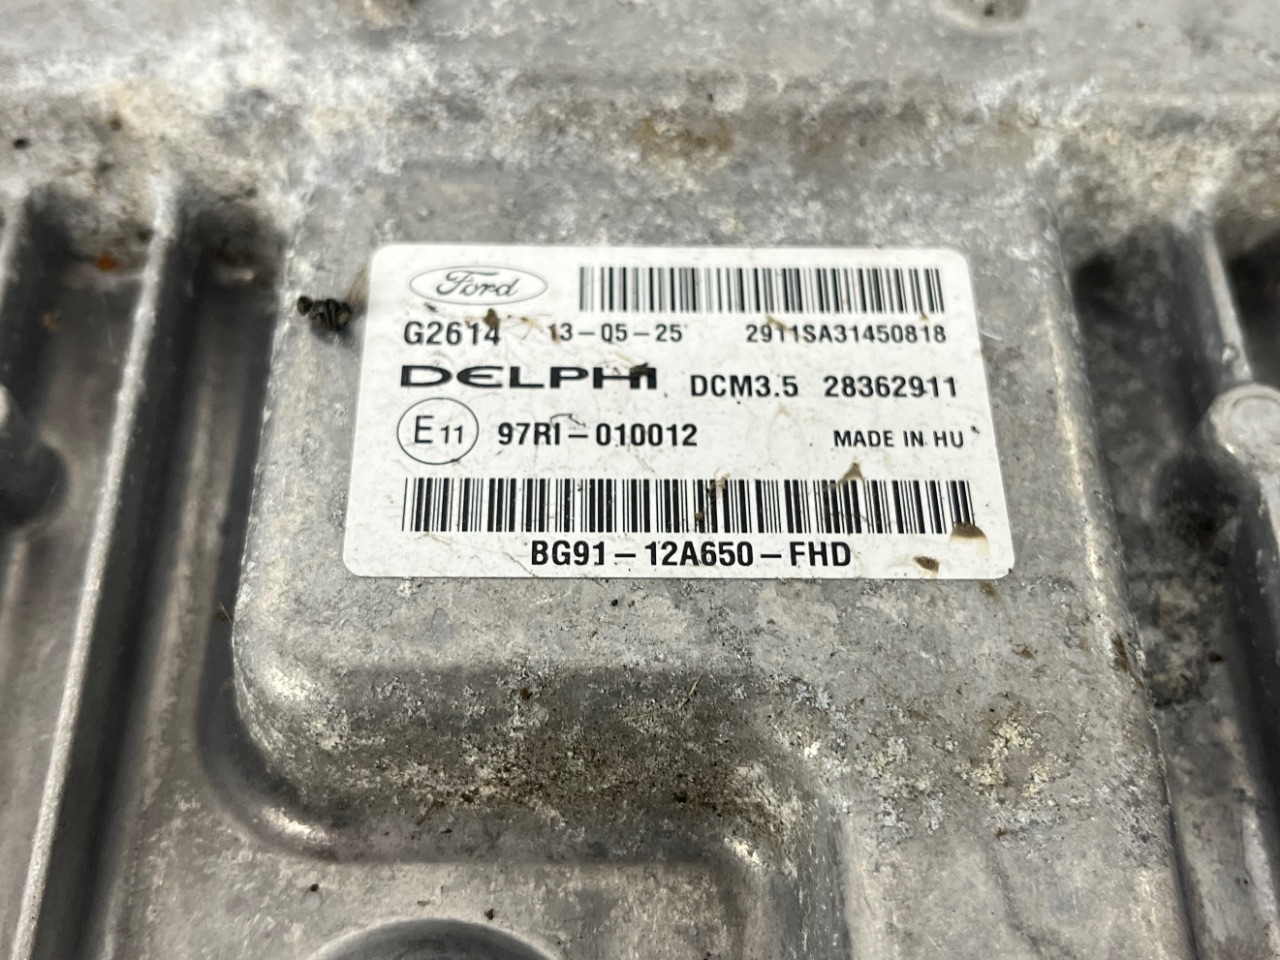 Ford
G2614 13-05-25 2911SA31450818
DELPHI DCM3.5 28362911
E11 97RI-010012 MADE IN HU
BG91-12A650-FHD